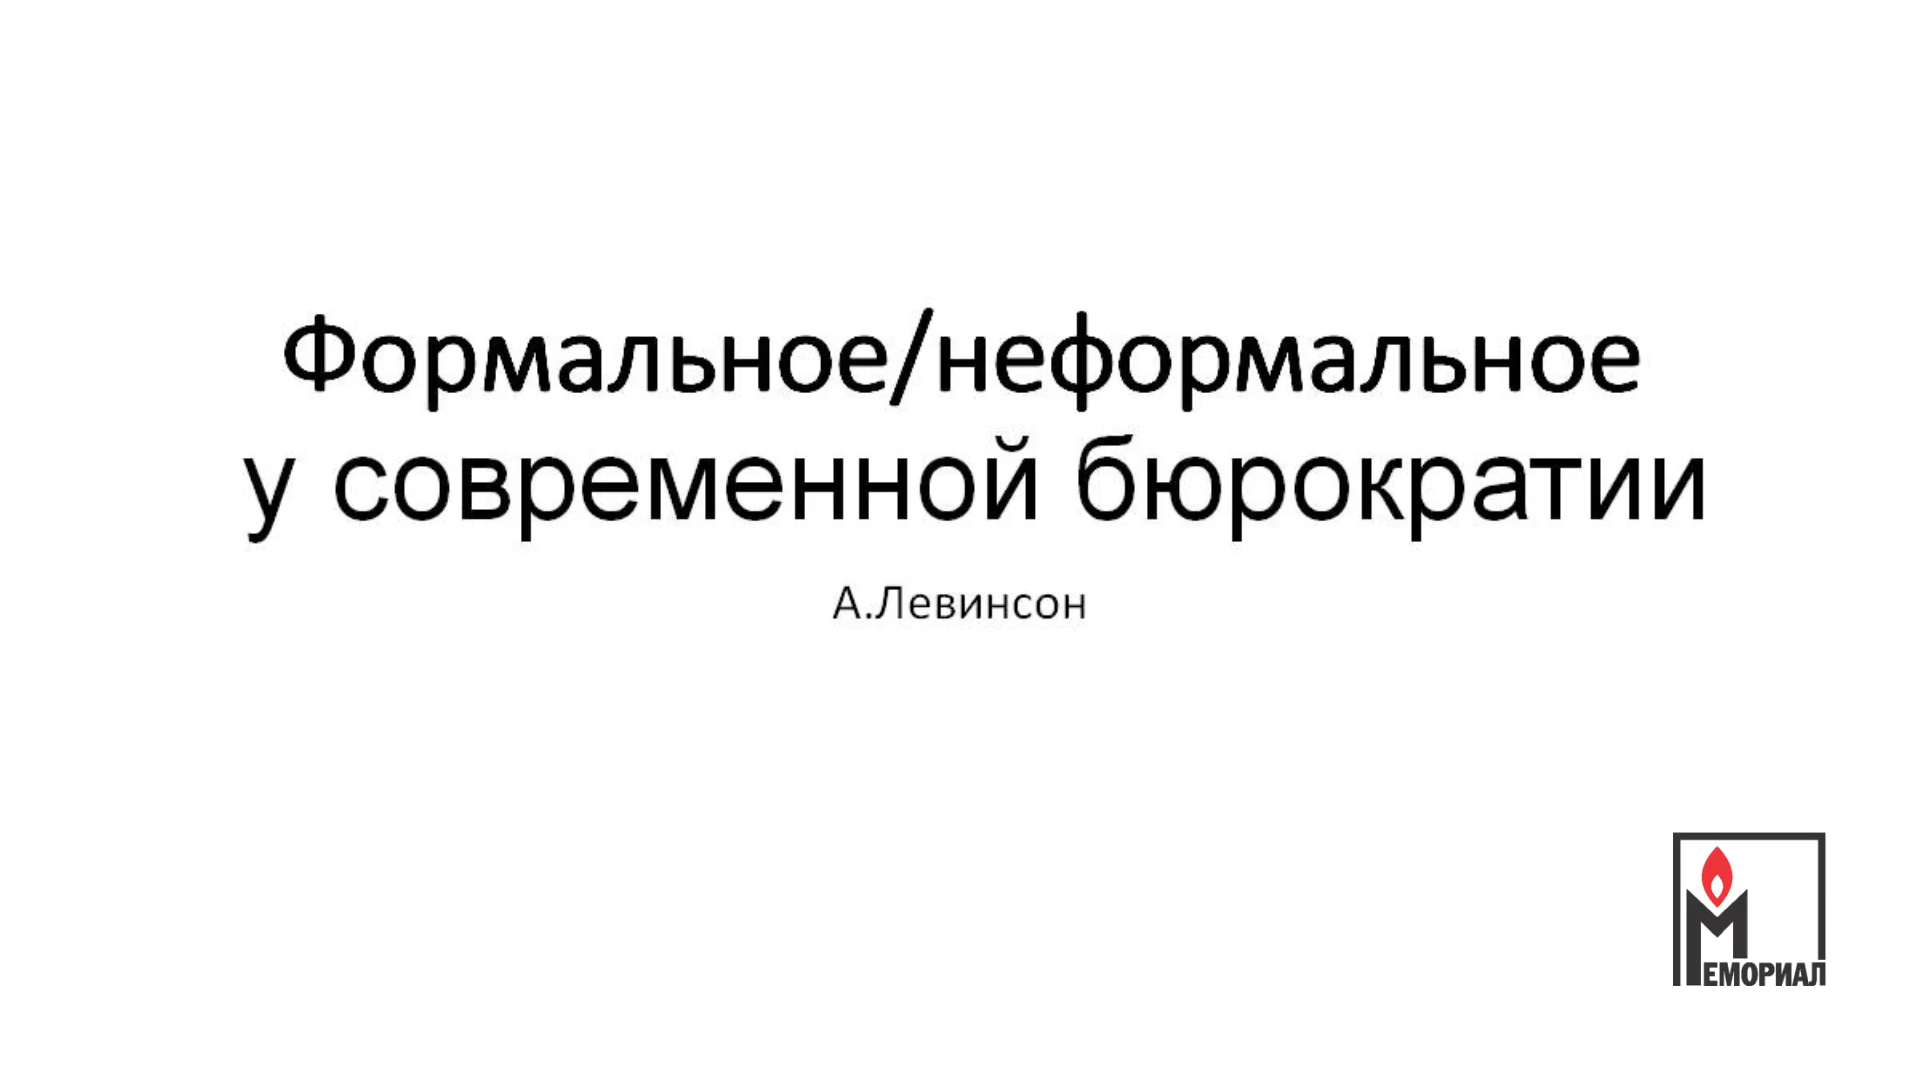 Формальное/неформальное
у современной бюрократии
А.Левинсон
МЕМОРИАЛ